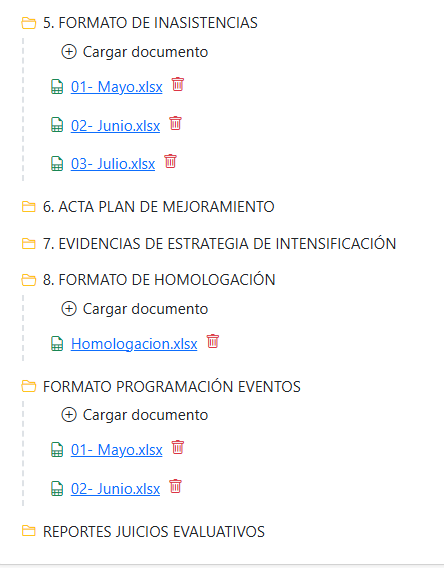 5. FORMATO DE INASISTENCIAS
Cargar documento
01- Mayo.xlsx
02- Junio.xlsx
03- Julio.xlsx
6. ACTA PLAN DE MEJORAMIENTO
7. EVIDENCIAS DE ESTRATEGIA DE INTENSIFICACIÓN
8. FORMATO DE HOMOLOGACIÓN
Cargar documento
Homologacion.xlsx
FORMATO PROGRAMACIÓN EVENTOS
Cargar documento
01- Mayo.xlsx
02- Junio.xlsx
REPORTES JUICIOS EVALUATIVOS